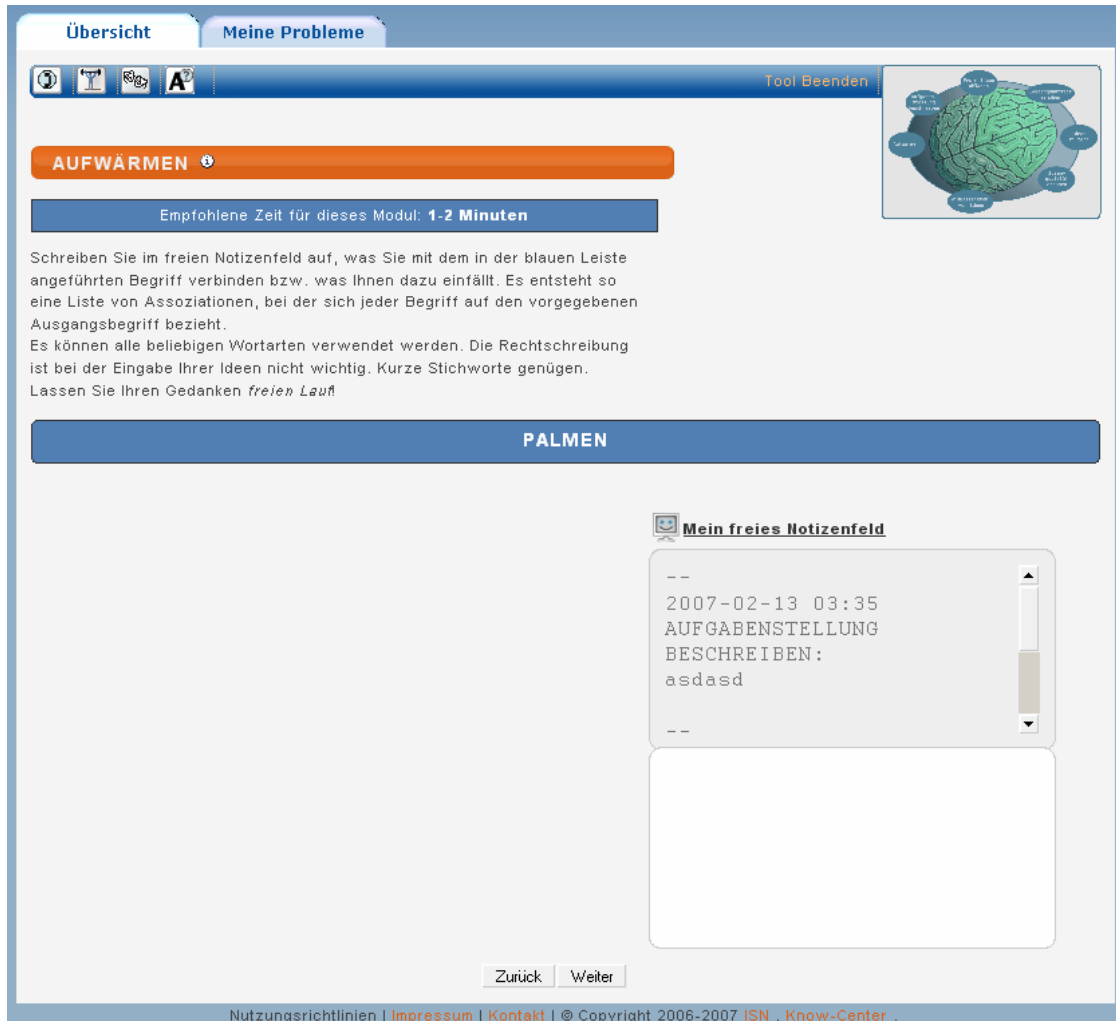 Übersicht
Meine Probleme
Tool Beenden
AUFWÄRMEN
Empfohlene Zeit für dieses Modul: 1-2 Minuten
Schreiben Sie im freien Notizenfeld auf, was Sie mit dem in der blauen Leiste
angeführten Begriff verbinden bzw. was Ihnen dazu einfällt. Es entsteht so
eine Liste von Assoziationen, bei der sich jeder Begriff auf den vorgegebenen
Ausgangsbegriff bezieht.
Es können alle beliebigen Wortarten verwendet werden. Die Rechtschreibung
ist bei der Eingabe Ihrer Ideen nicht wichtig. Kurze Stichworte genügen.
Lassen Sie Ihren Gedanken freien Lauf!
PALMEN
Mein freies Notizenfeld
--
2007-02-13 03:35
AUFGABENSTELLUNG
BESCHREIBEN:
asdasd
--
Zurück
Weiter
Nutzungsrichtlinien | Impressum | Kontakt | © Copyright 2006-2007 ISN , Know-Center .